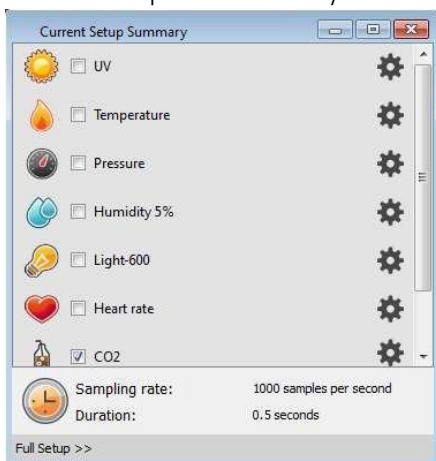 Current Setup Summary
UV
Temperature
Pressure
Humidity 5%
Light-600
Heart rate
CO2
Sampling rate: 1000 samples per second
Duration: 0.5 seconds
Full Setup >>